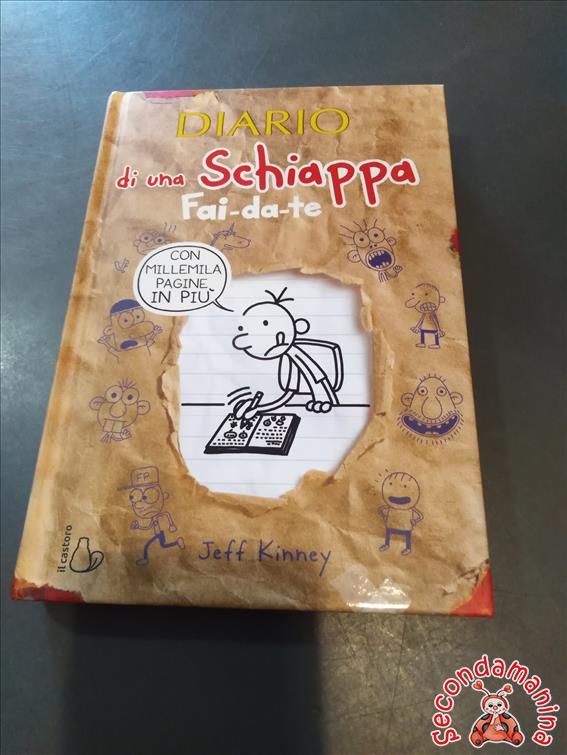 DIARIO
di una Schiappa
Fai-da-te
CON
MILLEMILA
PAGINE
IN PIÙ
FP
Jeff Kinney
il castoro
Secondamanina